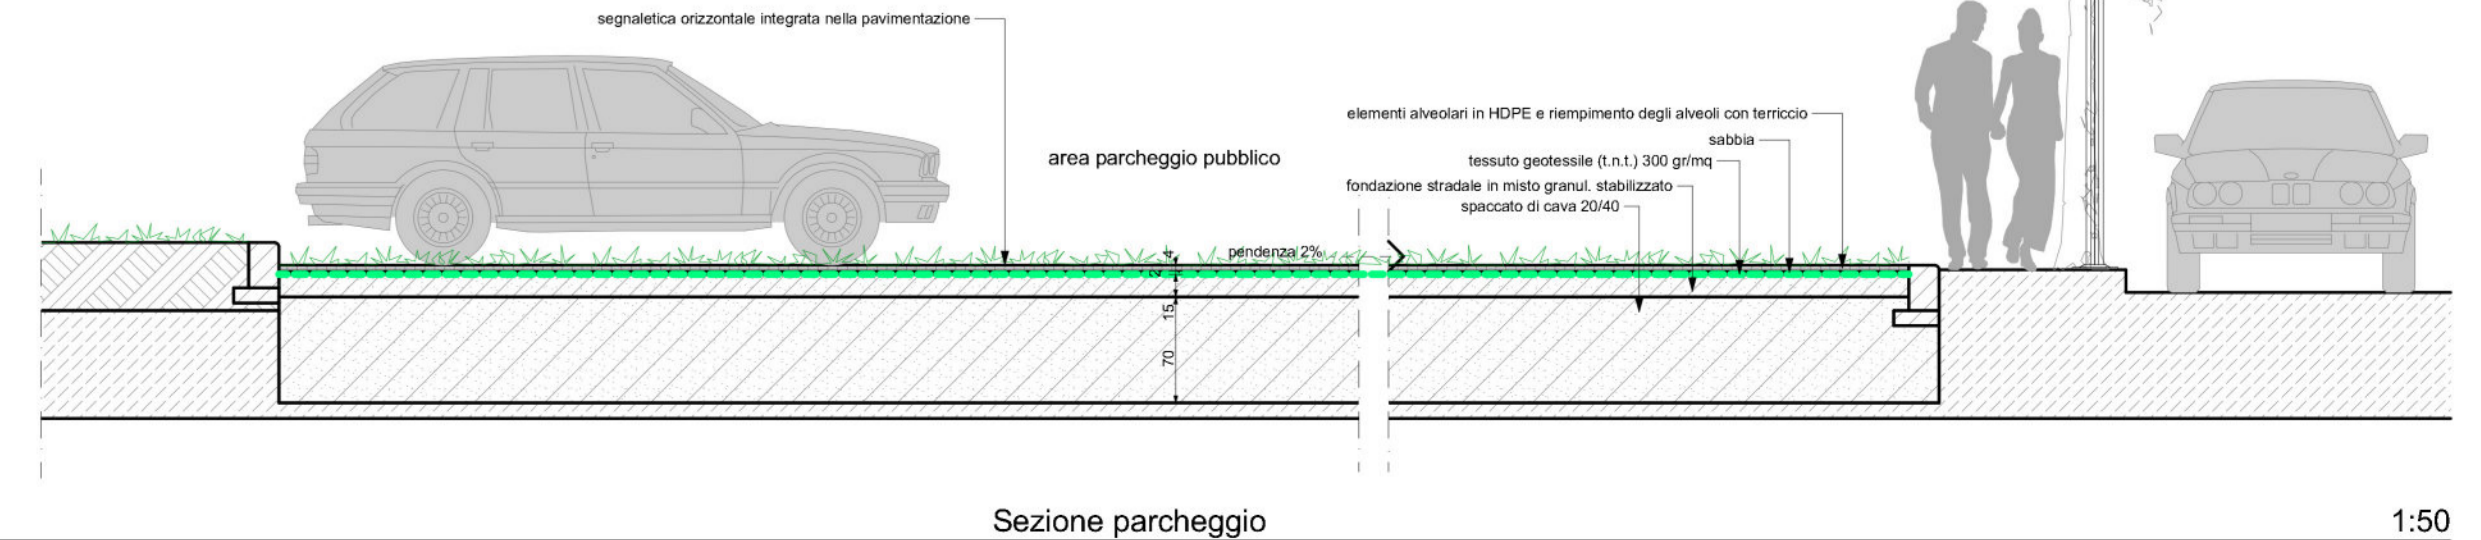 segnaletica orizzontale integrata nella pavimentazione
elementi alveolari in HDPE e riempimento degli alveoli con terriccio
sabbia
area parcheggio pubblico
tessuto geotessile (t.n.t.) 300 gr/mq
fondazione stradale in misto granul. stabilizzato
spaccato di cava 20/40
pendenza 2%
4
2
15
70
Sezione parcheggio
1:50